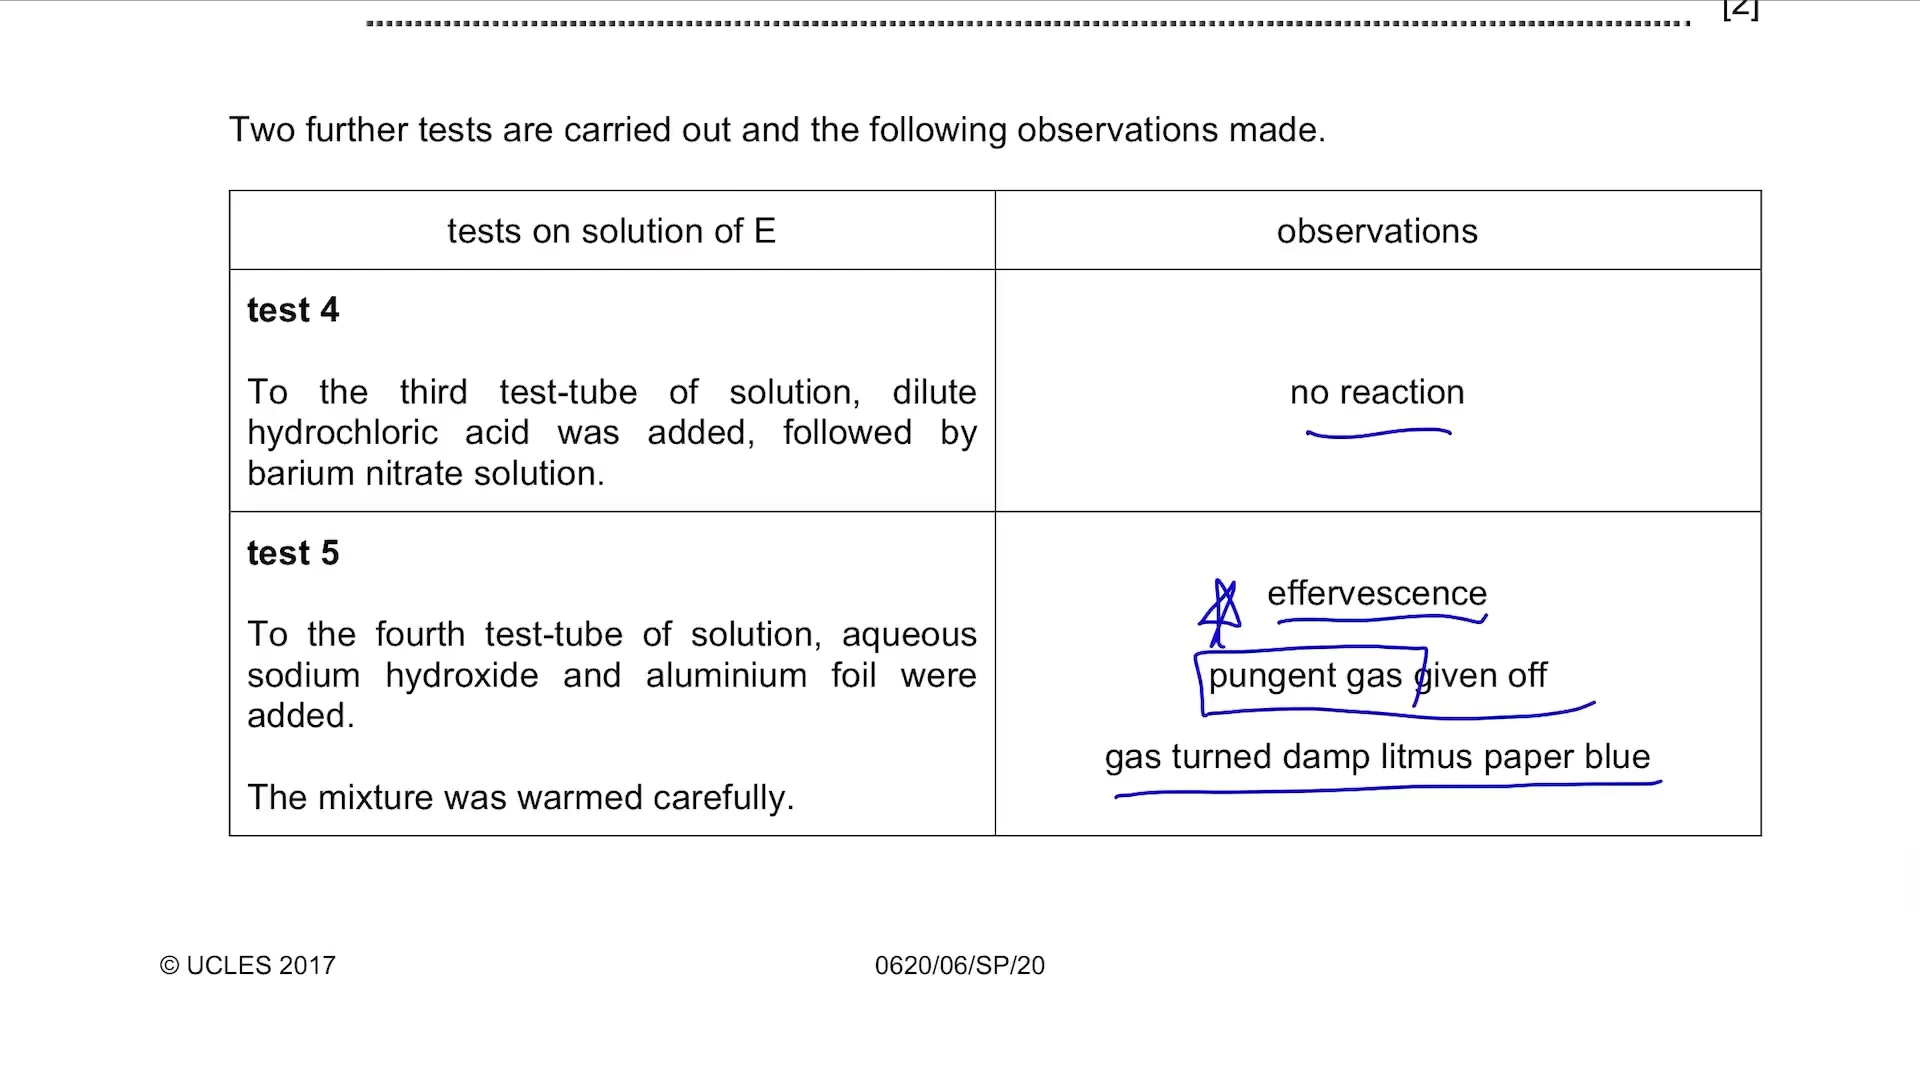 [2]
Two further tests are carried out and the following observations made.
tests on solution of E
observations
test 4
To the third test-tube of solution, dilute
hydrochloric acid was added, followed by
barium nitrate solution.
no reaction
test 5
To the fourth test-tube of solution, aqueous
sodium hydroxide and aluminium foil were
added.
The mixture was warmed carefully.
effervescence
pungent gas given off
gas turned damp litmus paper blue
© UCLES 2017
0620/06/SP/20